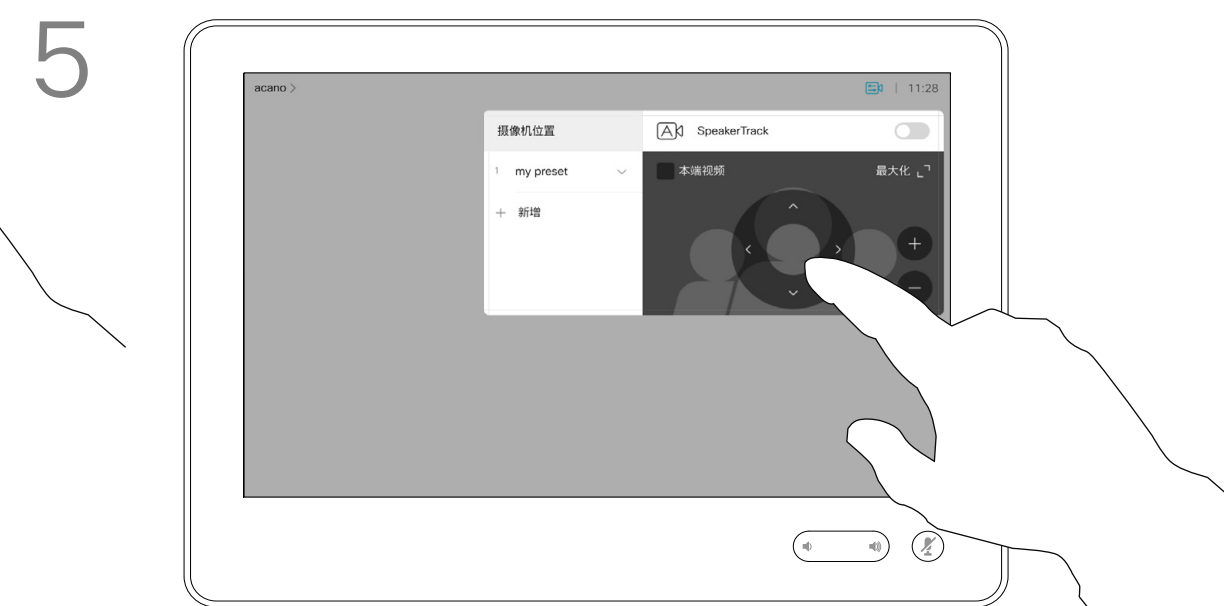 5
acano >
11:28
摄像机位置
A SpeakerTrack
1 my preset
本端视频
最大化
+ 新增